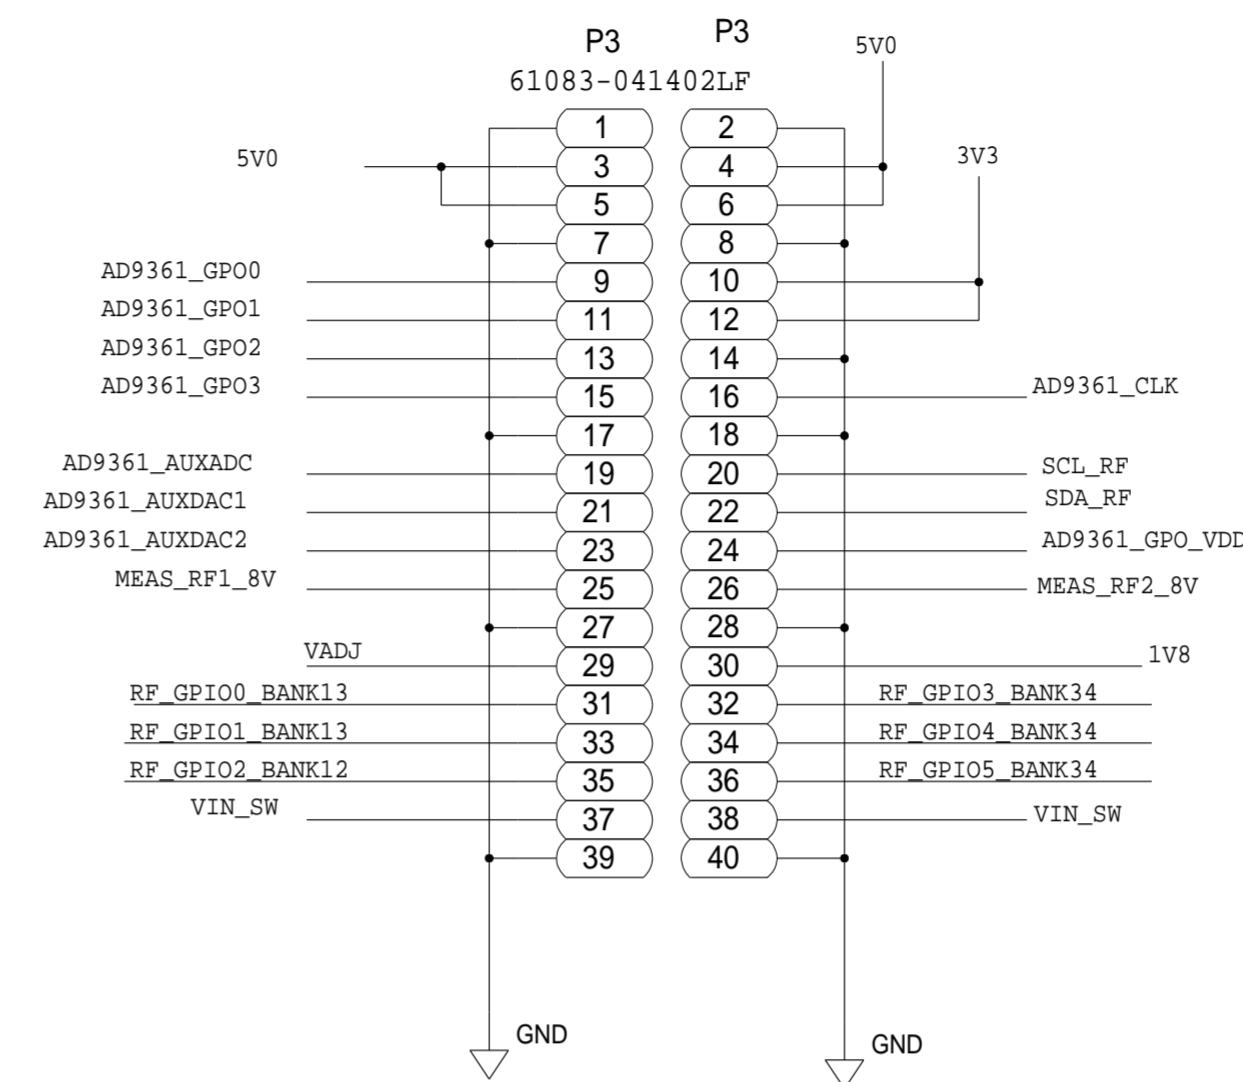 P3 P3
61083-041402LF
5V0
1 2
5V0 3 4 3V3
5 6
7 8
AD9361_GPO0 9 10
AD9361_GPO1 11 12
AD9361_GPO2 13 14
AD9361_GPO3 15 16 AD9361_CLK
17 18
AD9361_AUXADC 19 20 SCL_RF
AD9361_AUXDAC1 21 22 SDA_RF
AD9361_AUXDAC2 23 24 AD9361_GPO_VDD
MEAS_RF1_8V 25 26 MEAS_RF2_8V
27 28
VADJ 29 30 1V8
RF_GPIO0_BANK13 31 32 RF_GPIO3_BANK34
RF_GPIO1_BANK13 33 34 RF_GPIO4_BANK34
RF_GPIO2_BANK12 35 36 RF_GPIO5_BANK34
VIN_SW 37 38 VIN_SW
39 40
GND GND